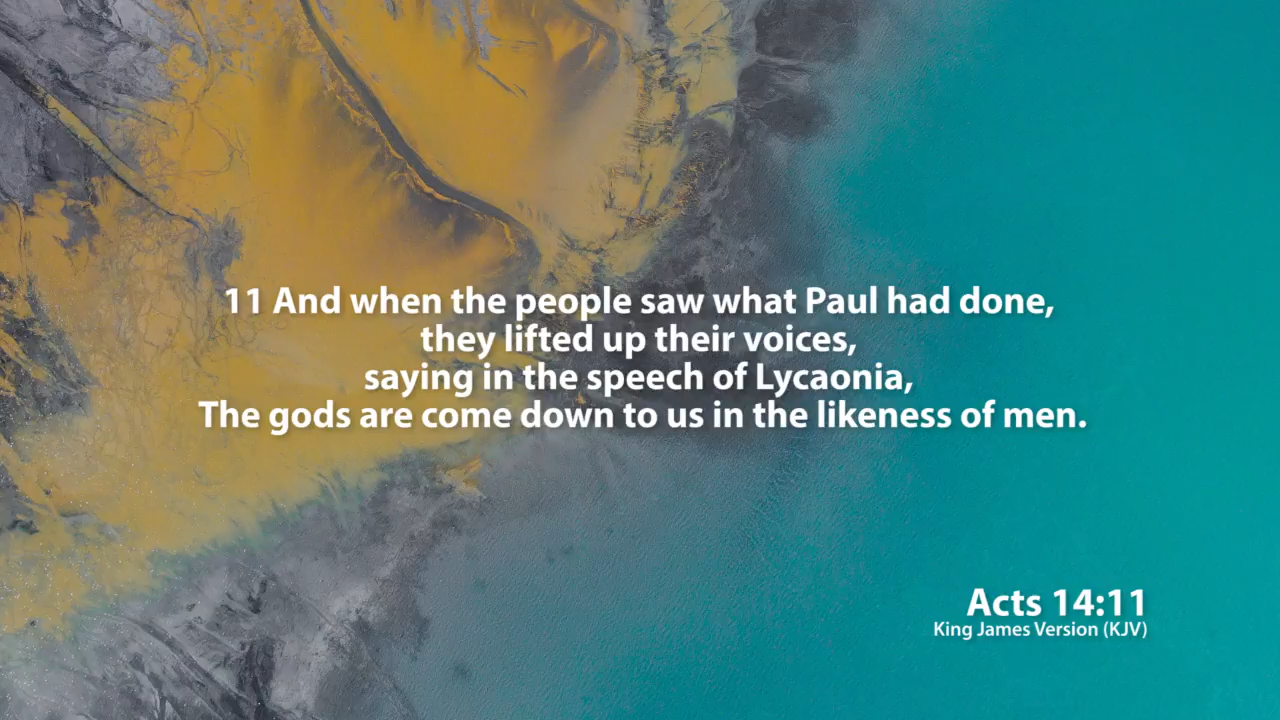 11 And when the people saw what Paul had done,
they lifted up their voices,
saying in the speech of Lycaonia,
The gods are come down to us in the likeness of men.
Acts 14:11
King James Version (KJV)